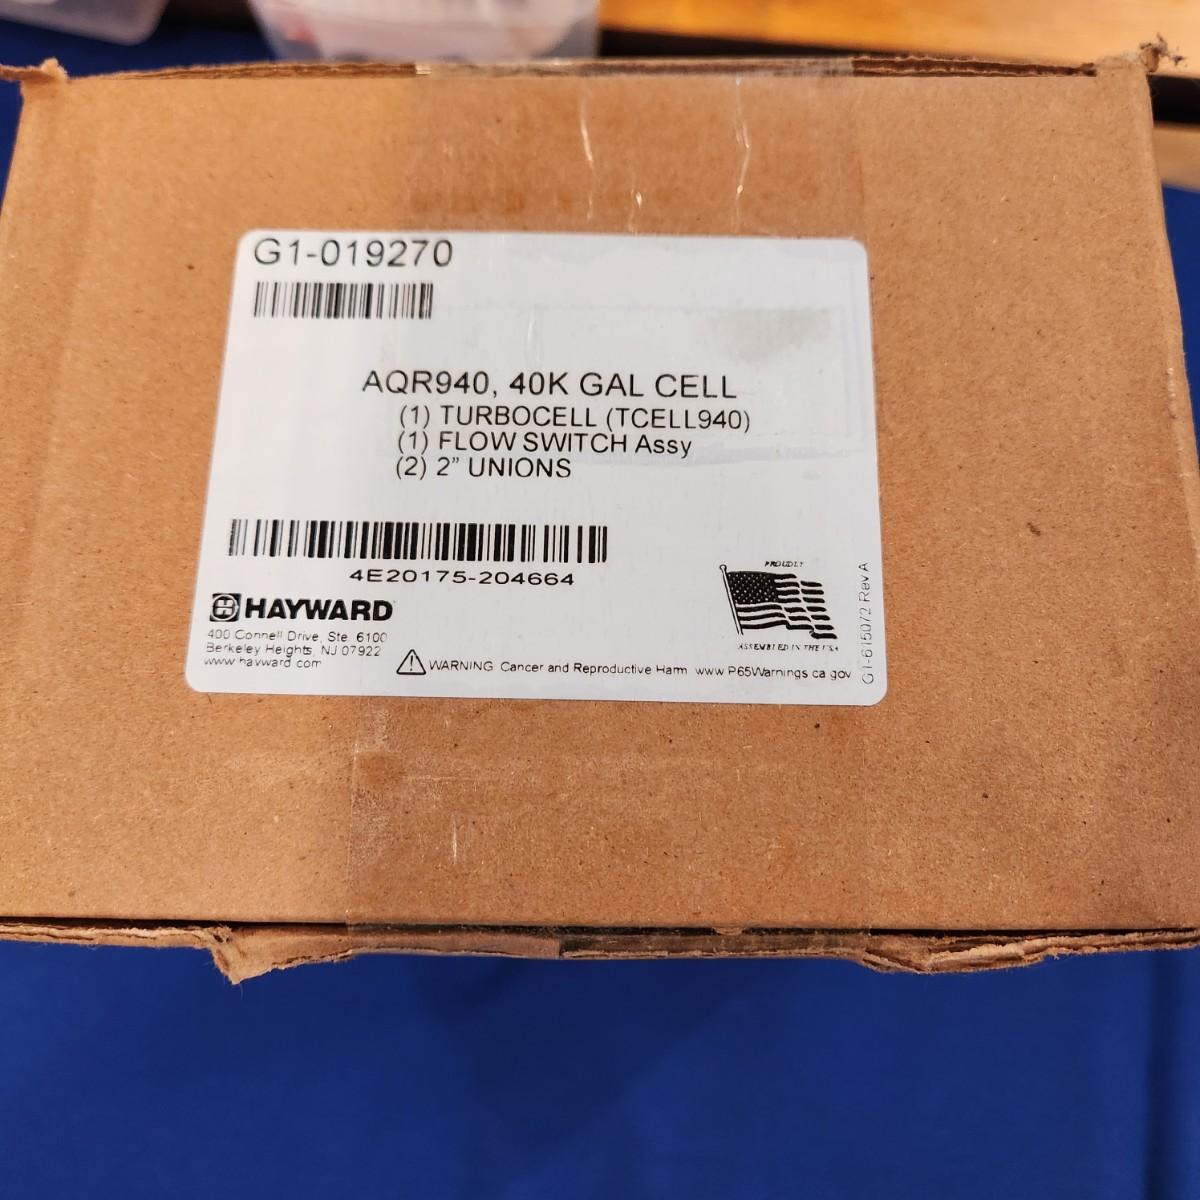 G1-019270
AQR940, 40K GAL CELL
(1) TURBOCELL (TCELL940)
(1) FLOW SWITCH Assy
(2) 2" UNIONS
4E20175-204664
HAYWARD
400 Connell Drive, Ste 6100
Berkeley Heights, NJ 07922
www.hayward.com
WARNING Cancer and Reproductive Harm www P65Warnings ca gov
PROUDLY
ASSEMBLED IN THE USA
G1-615072 Rev A